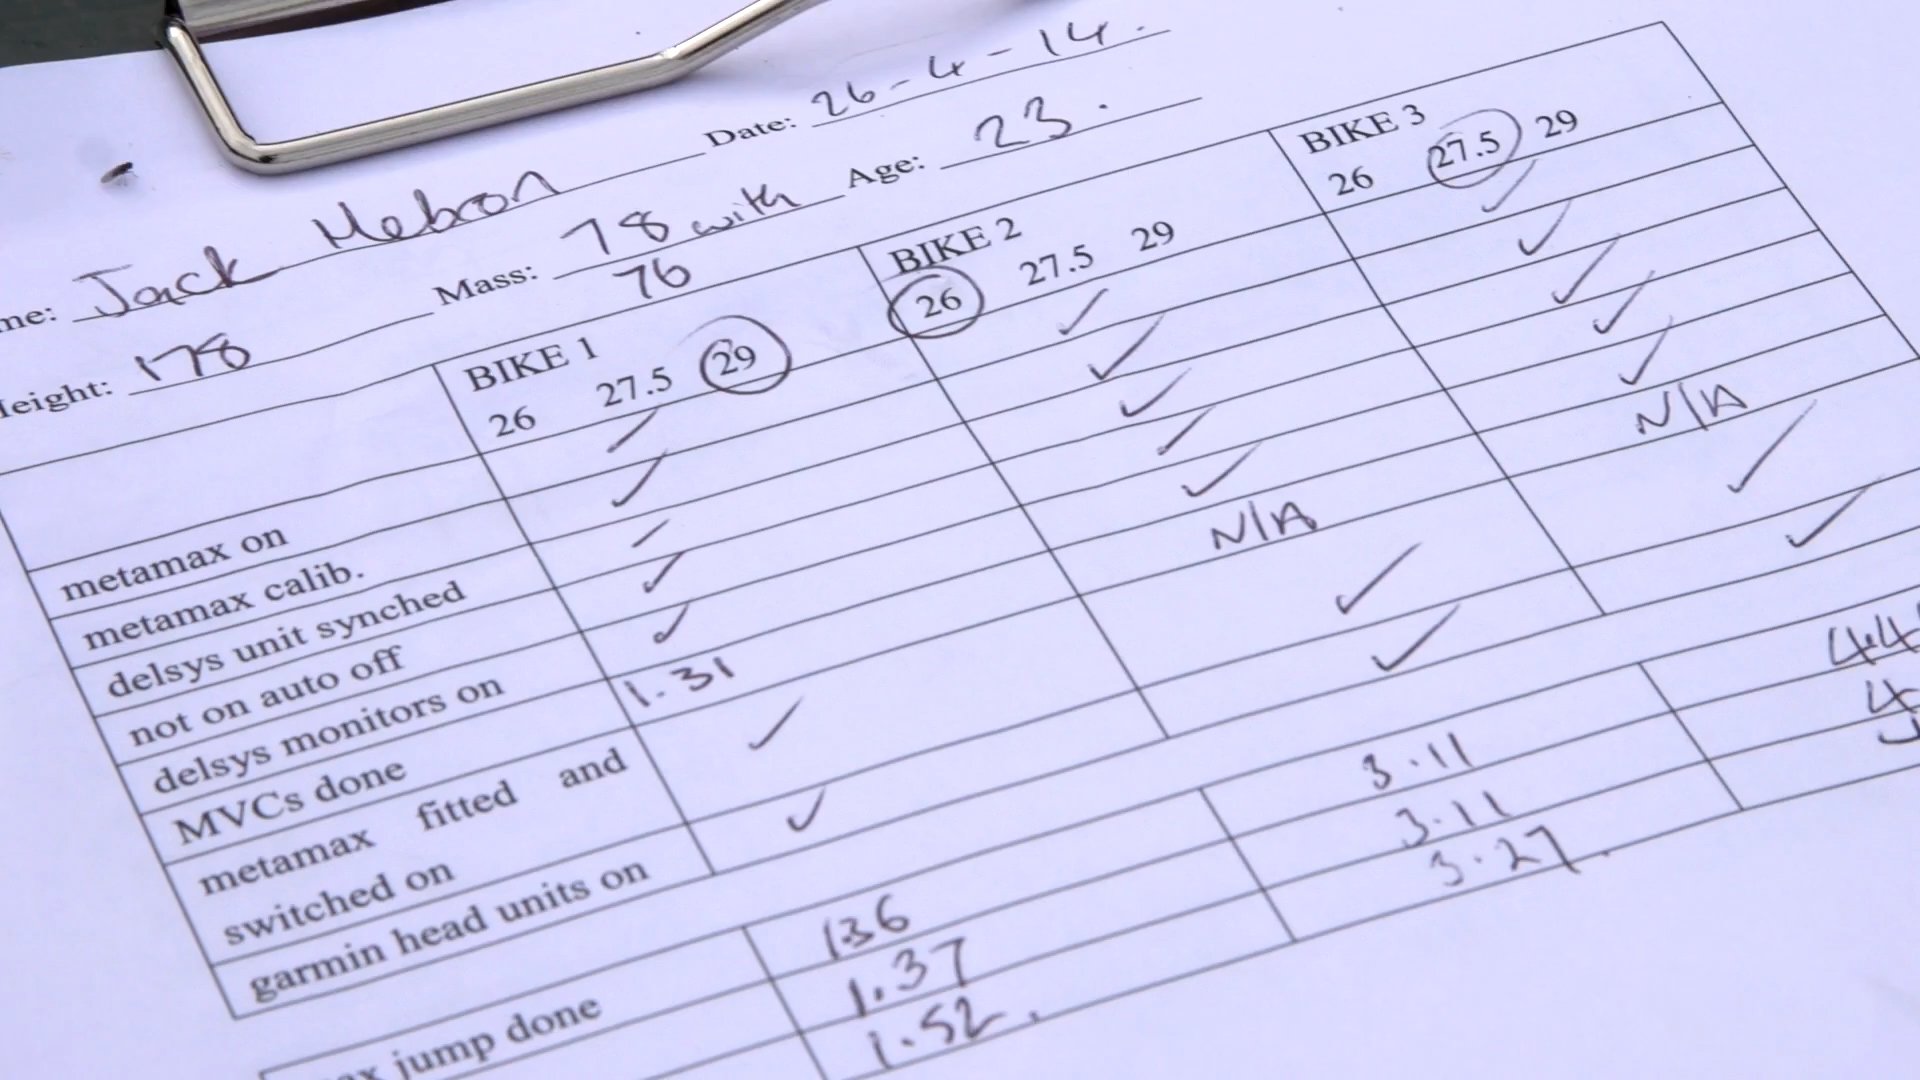 Date: 26-4-14.
me: Jack Hebron
Height: 178 Mass: 78 with Age: 23.
76
BIKE 1 BIKE 2 BIKE 3
26 27.5 29 26 27.5 29 26 27.5 29
metamax on ✓ ✓ ✓
metamax calib. ✓ ✓ ✓
delsys unit synched ✓ ✓ ✓
not on auto off ✓ ✓ ✓
delsys monitors on ✓ ✓ ✓
MVCs done 1.31 N/A N/A
metamax fitted and
switched on ✓ ✓ ✓
garmin head units on ✓ ✓ ✓
ax jump done 1.36 3.11
1.37 3.11
1.52. 3.27.